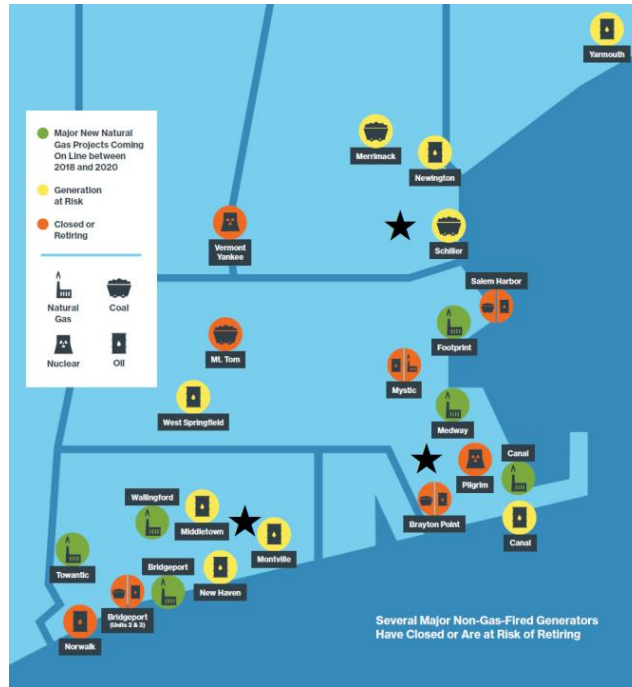 Yarmouth
Major New Natural
Gas Projects Coming
On Line between
2018 and 2020
Generation
at Risk
Closed or
Retiring
Natural
Gas
Coal
Nuclear
Oil
Merrimack
Newington
Vermont
Yankee
Schiller
Salem Harbor
Mt. Tom
Footprint
Mystic
West Springfield
Medway
Canal
Pilgrim
Wallingford
Middletown
Brayton Point
Canal
Montville
Towantic
Bridgeport
New Haven
Bridgeport
(Units 2 & 3)
Norwalk
Several Major Non-Gas-Fired Generators
Have Closed or Are at Risk of Retiring